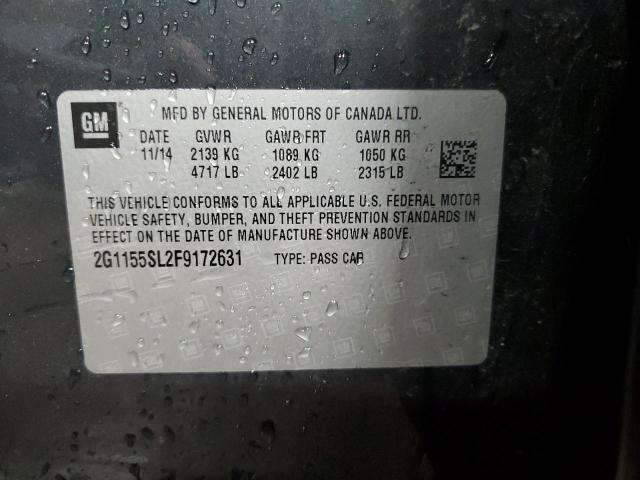 GM
MFD BY GENERAL MOTORS OF CANADA LTD.
DATE GVWR GAWR FRT GAWR RR
11/14 2139 KG 1089 KG 1050 KG
4717 LB 2402 LB 2315 LB
THIS VEHICLE CONFORMS TO ALL APPLICABLE U.S. FEDERAL MOTOR
VEHICLE SAFETY, BUMPER, AND THEFT PREVENTION STANDARDS IN
EFFECT ON THE DATE OF MANUFACTURE SHOWN ABOVE.
2G1155SL2F9172631 TYPE: PASS CAR